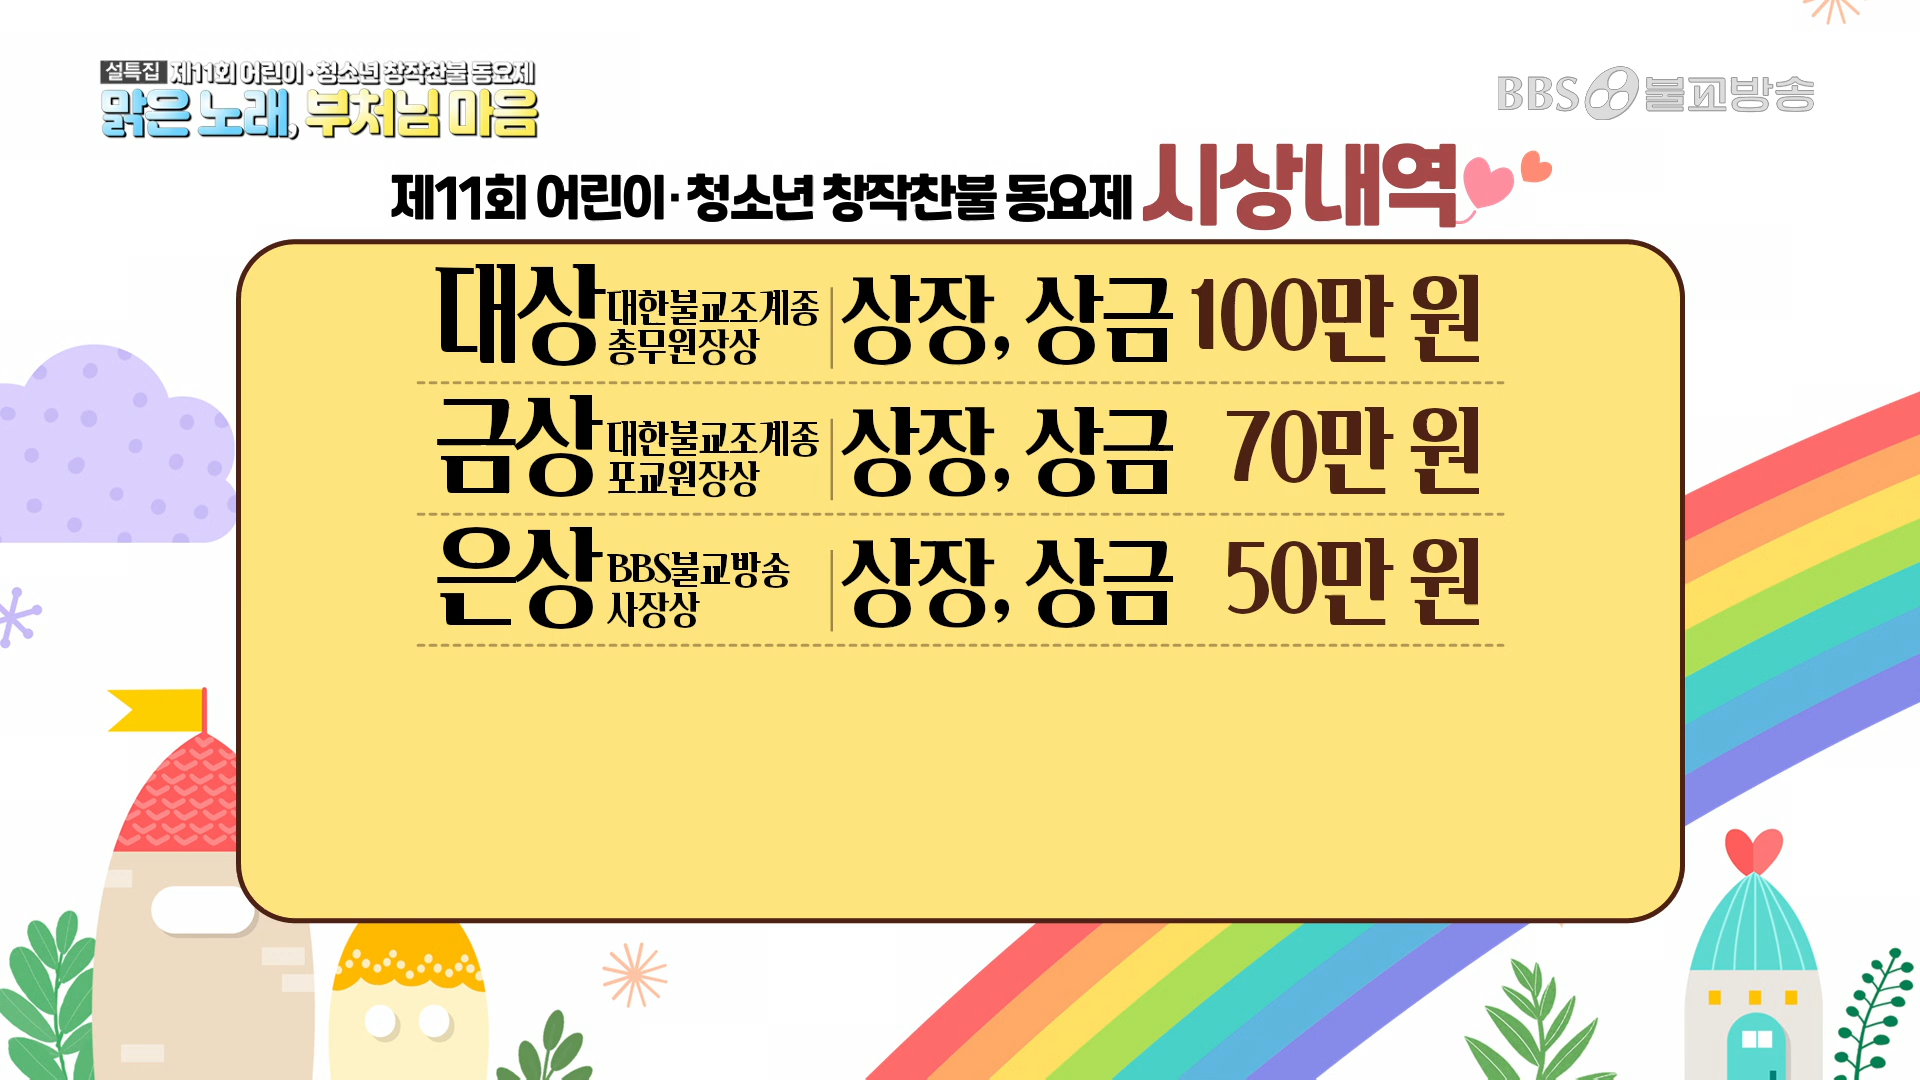 설특집 제11회 어린이·청소년 창작찬불 동요제
맑은 노래, 부처님 마음
BBS 불교방송
제11회 어린이·청소년 창작찬불 동요제 시상내역
대상 대한불교조계종 총무원장상 상장, 상금 100만 원
금상 대한불교조계종 포교원장상 상장, 상금 70만 원
은상 BBS불교방송 사장상 상장, 상금 50만 원